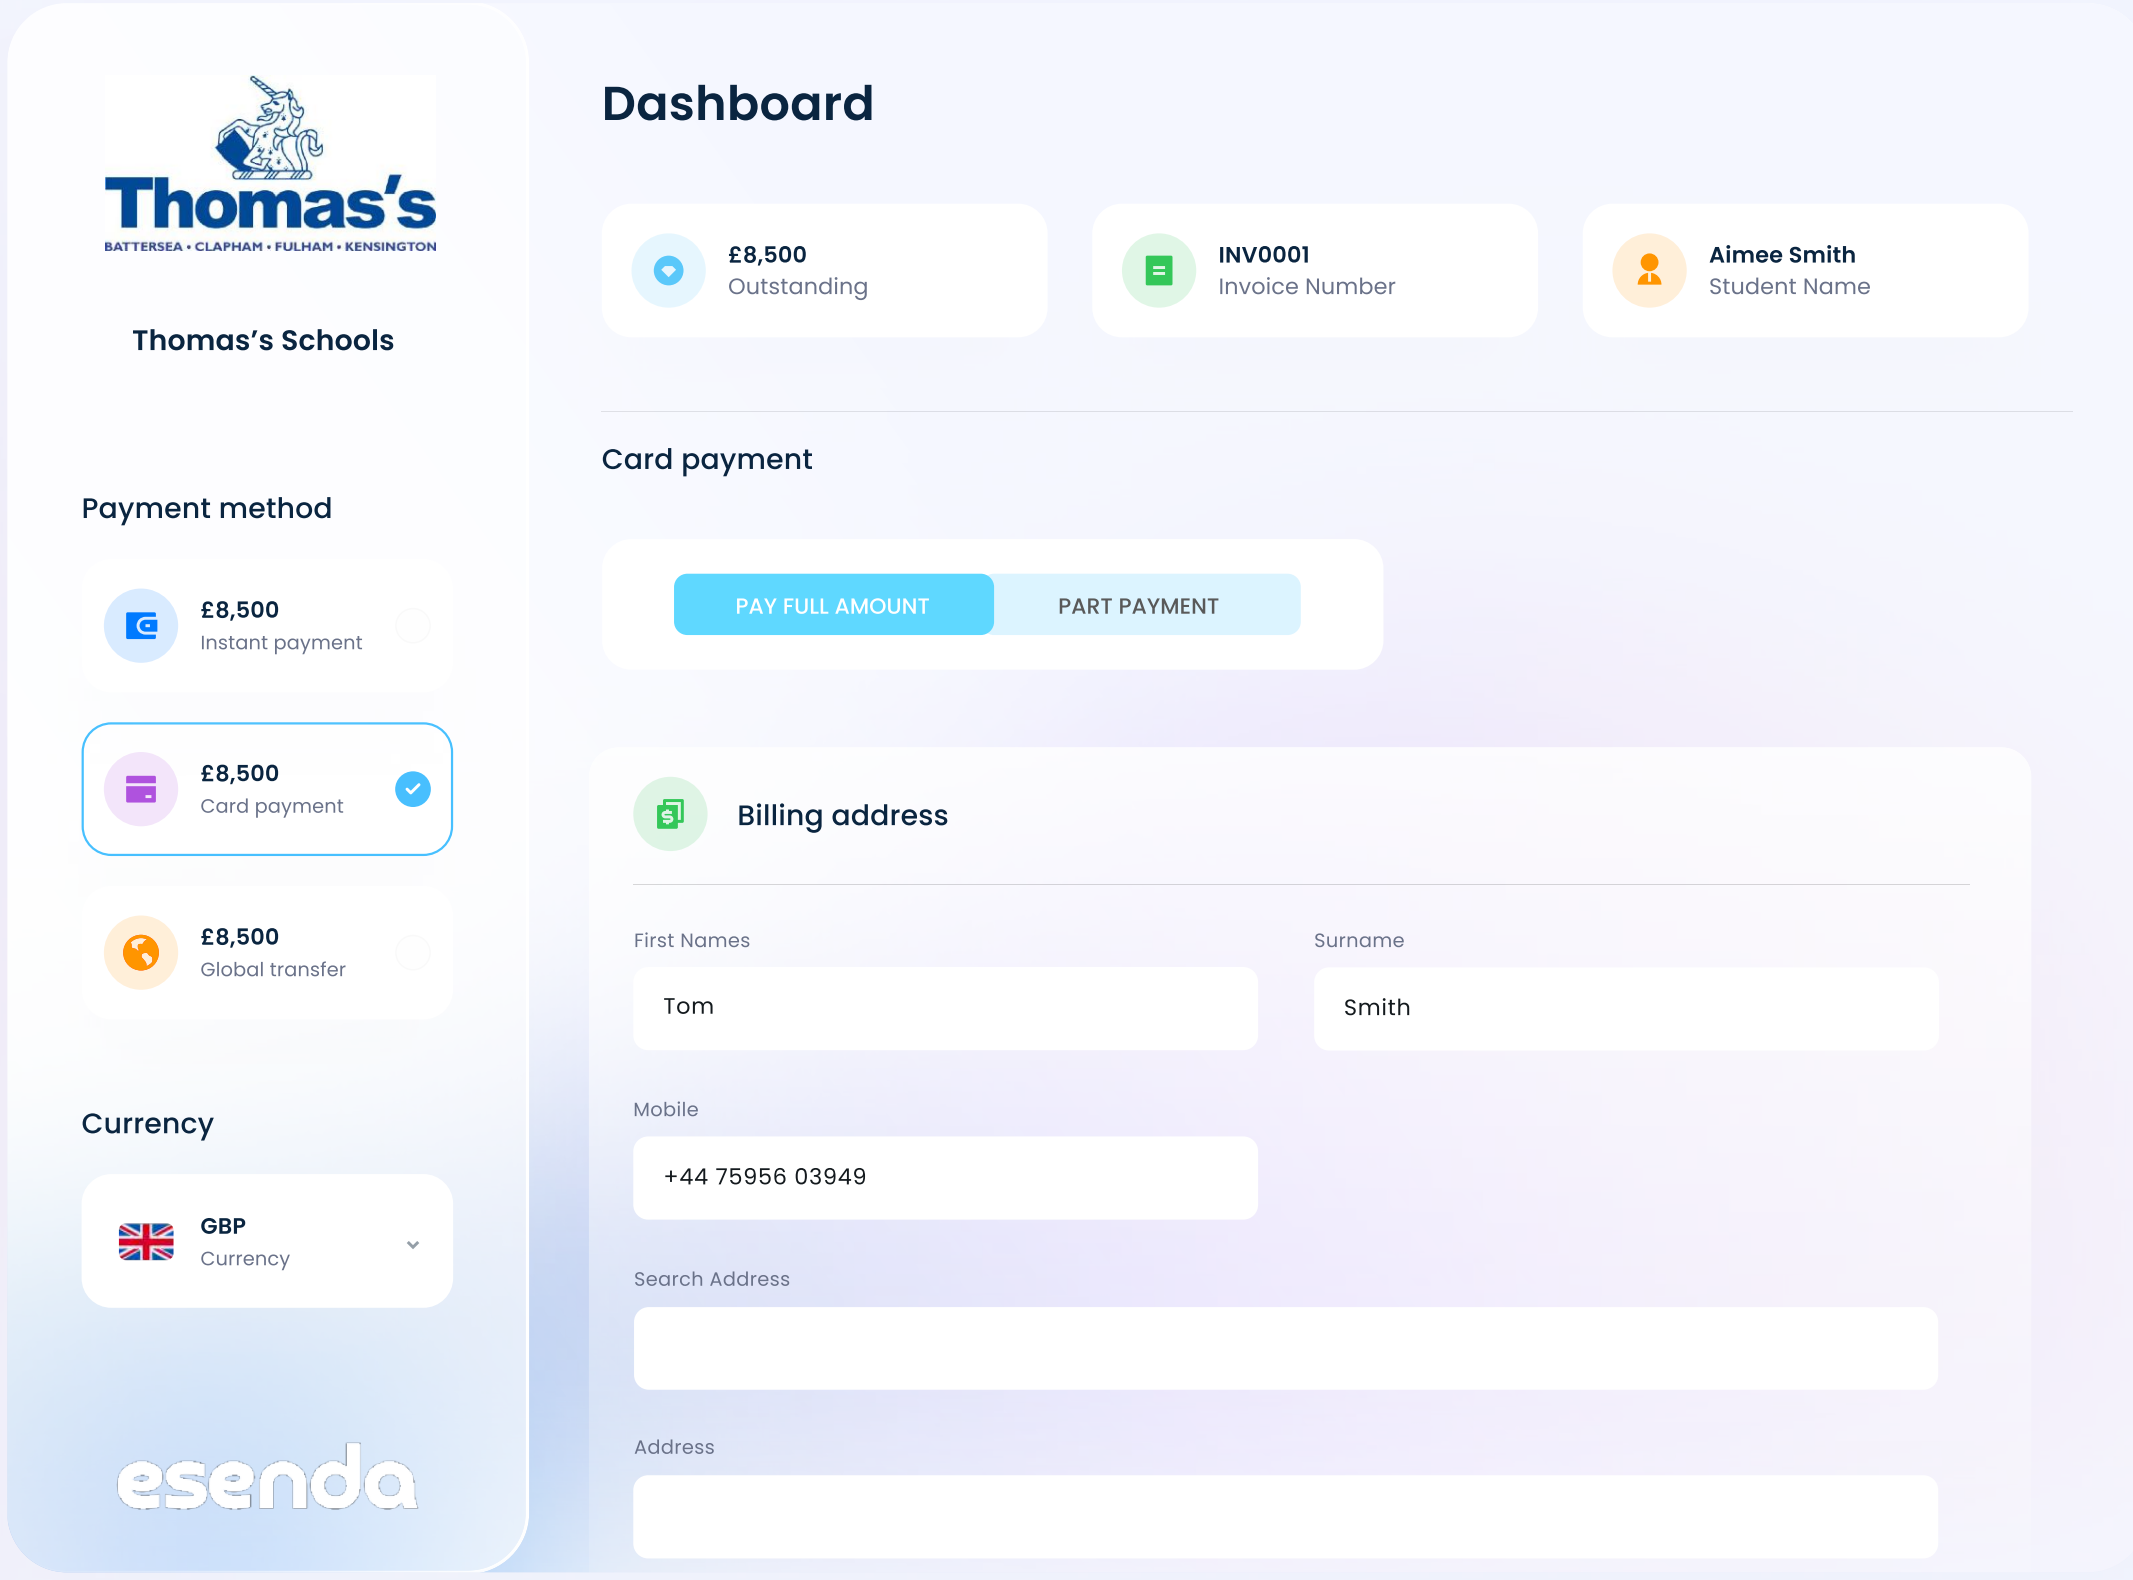 Thomas's
BATTERSEA • CLAPHAM • FULHAM • KENSINGTON
Thomas’s Schools
Payment method
£8,500
Instant payment
£8,500
Card payment
£8,500
Global transfer
Currency
GBP
Currency
esenda
Dashboard
£8,500
Outstanding
INV0001
Invoice Number
Aimee Smith
Student Name
Card payment
PAY FULL AMOUNT
PART PAYMENT
$
Billing address
First Names
Surname
Tom
Smith
Mobile
+44 75956 03949
Search Address
Address